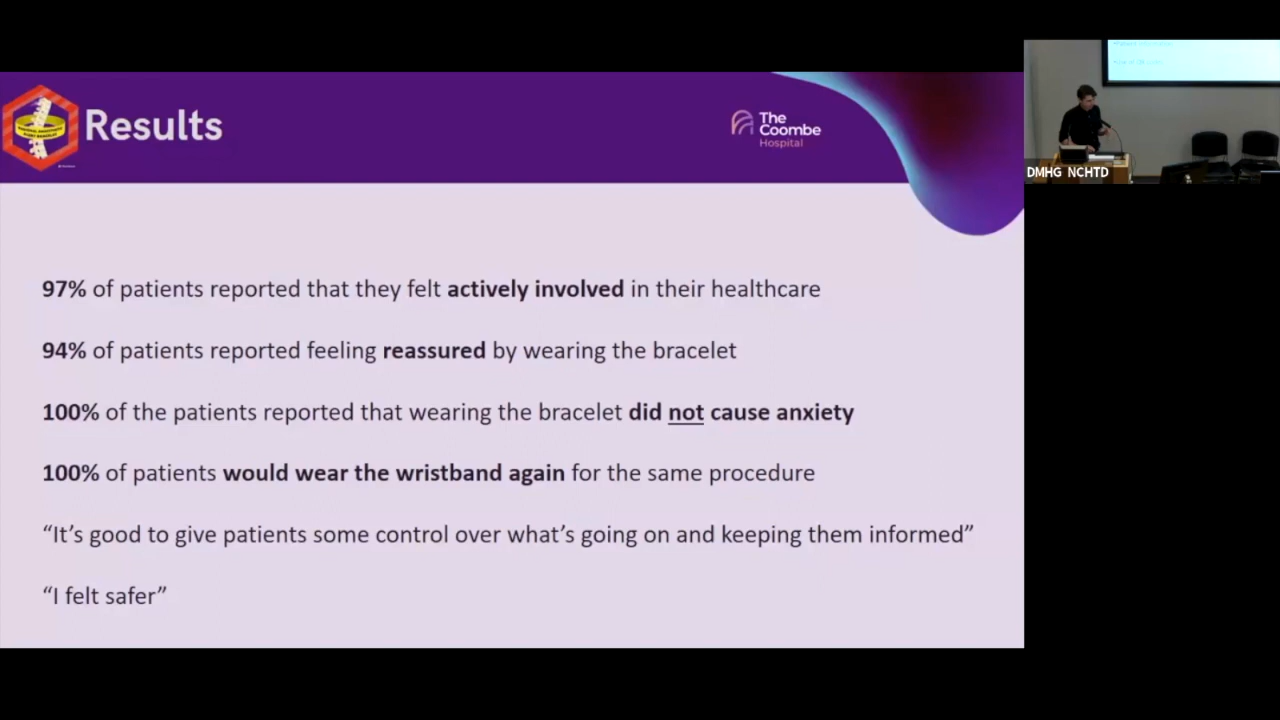 Results
The
Coombe
Hospital
DMHG NCHTD
97% of patients reported that they felt actively involved in their healthcare
94% of patients reported feeling reassured by wearing the bracelet
100% of the patients reported that wearing the bracelet did not cause anxiety
100% of patients would wear the wristband again for the same procedure
“It’s good to give patients some control over what’s going on and keeping them informed”
“I felt safer”